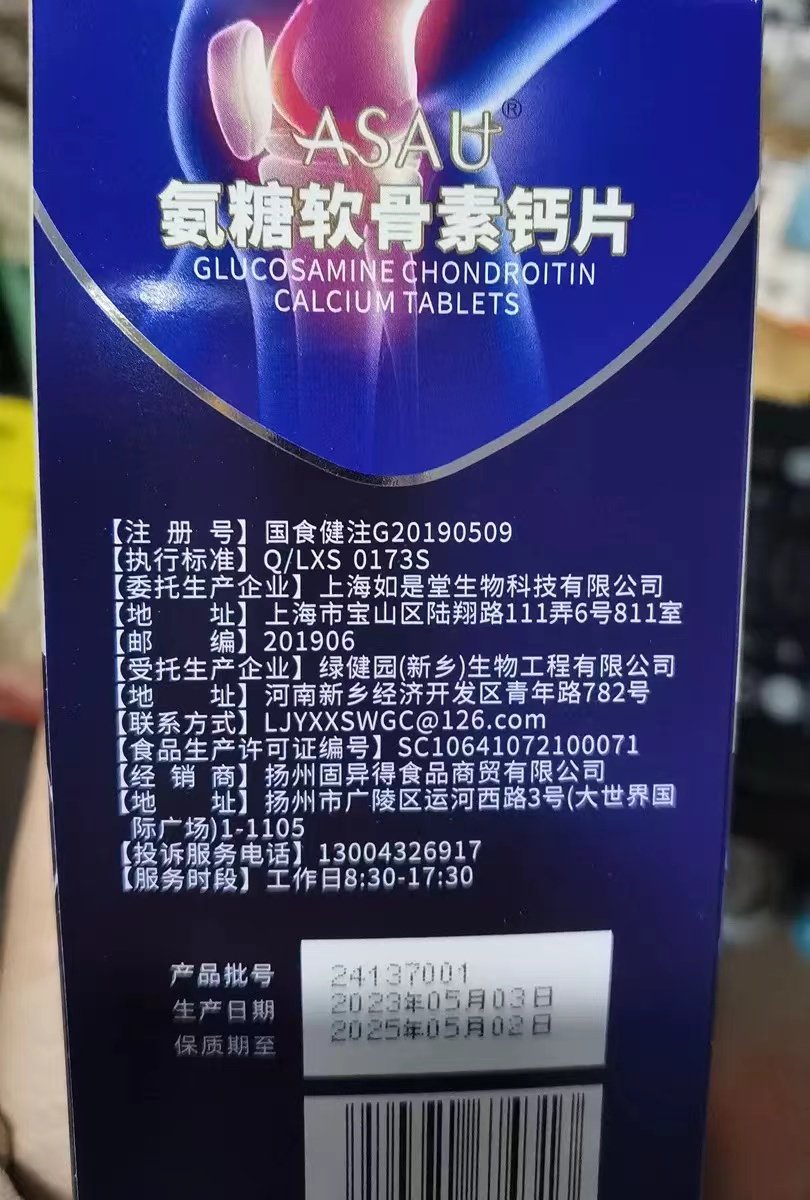 ASAU®
氨糖软骨素钙片
GLUCOSAMINE CHONDROITIN
CALCIUM TABLETS
【注 册 号】国食健注G20190509
【执行标准】Q/LXS 0173S
【委托生产企业】上海如是堂生物科技有限公司
【地 址】上海市宝山区陆翔路111弄6号811室
【邮 编】201906
【受托生产企业】绿健园(新乡)生物工程有限公司
【地 址】河南新乡经济开发区青年路782号
【联系方式】LJYXXSWGC@126.com
【食品生产许可证编号】SC10641072100071
【经 销 商】扬州固异得食品商贸有限公司
【地 址】扬州市广陵区运河西路3号(大世界国
际广场)1-1105
【投诉服务电话】13004326917
【服务时段】工作日8:30-17:30
产品批号 24137001
生产日期 2023年05月03日
保质期至 2025年05月02日